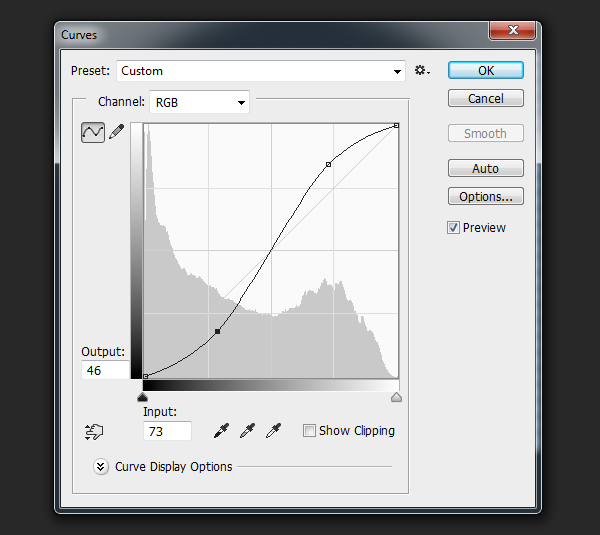 Curves
Preset: Custom
OK
Channel: RGB
Cancel
Smooth
Auto
Options...
Preview
Output:
46
Input:
73
Show Clipping
Curve Display Options